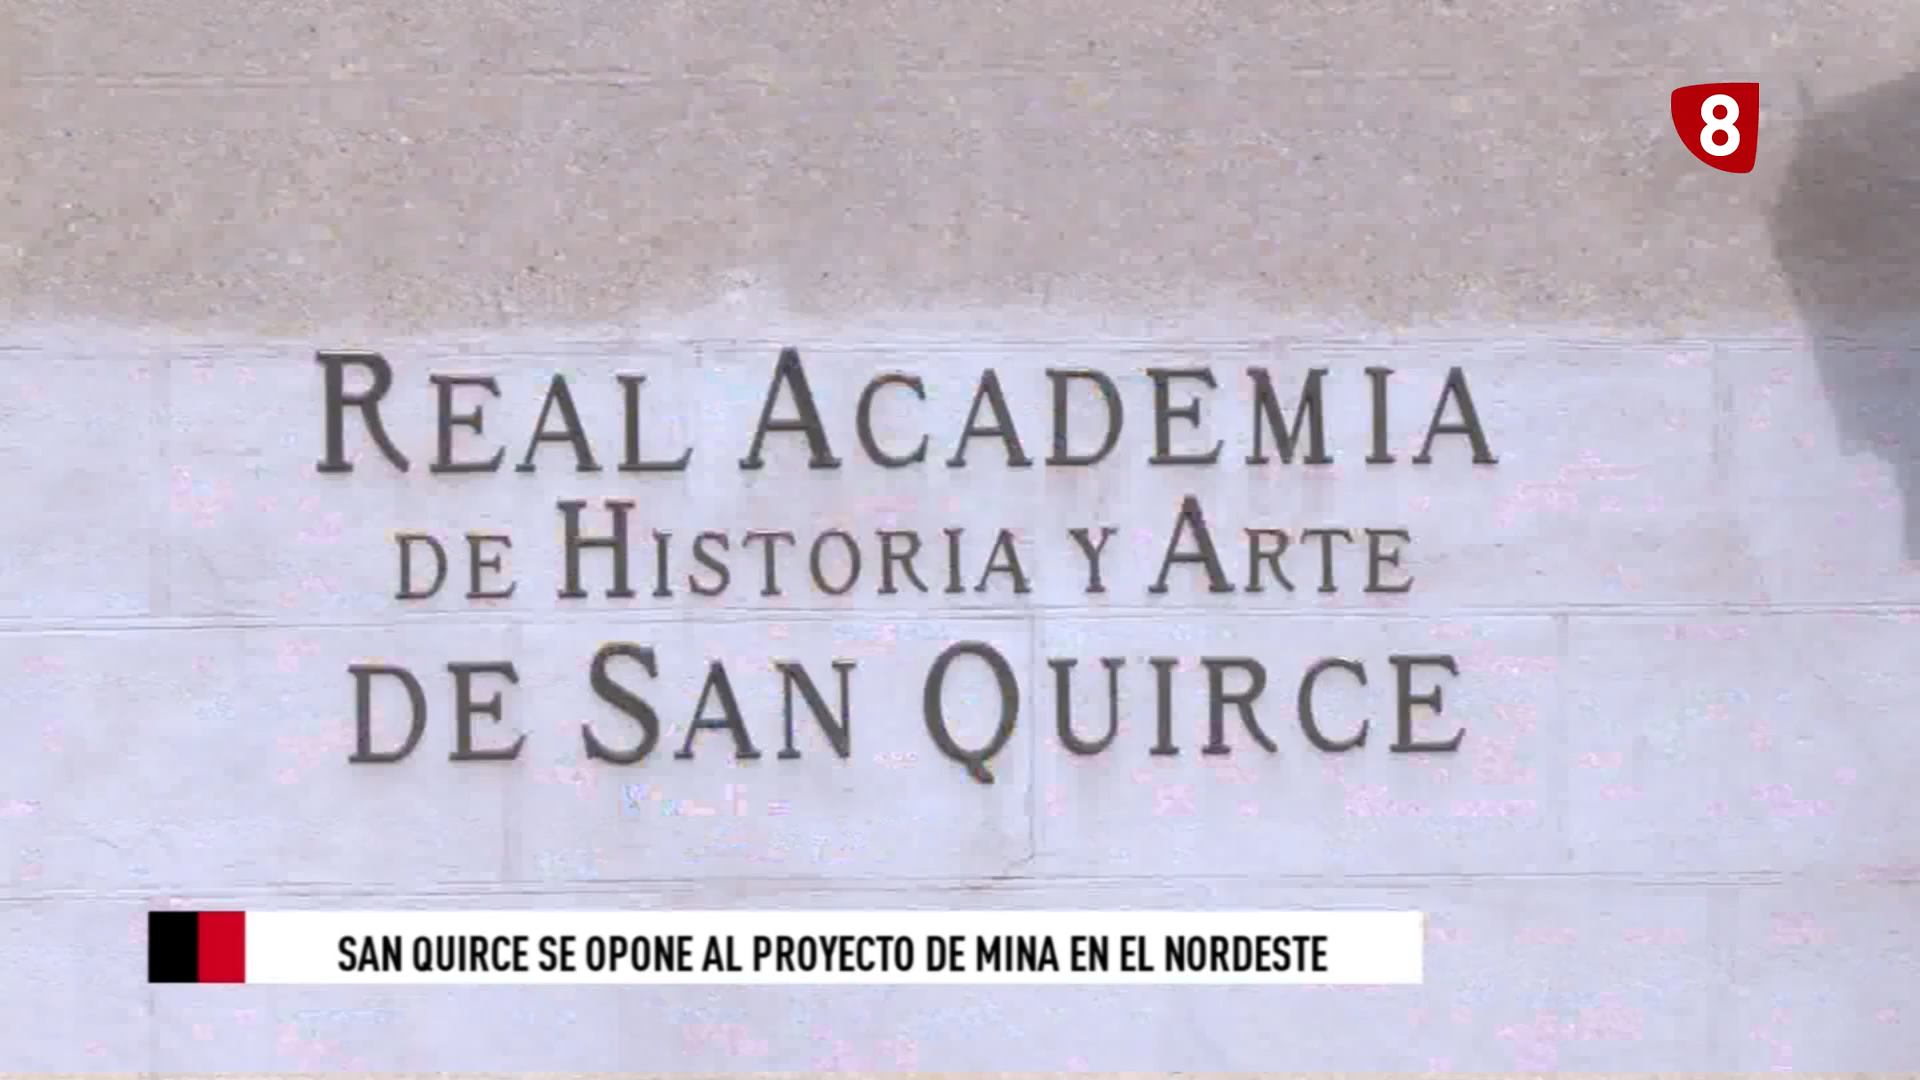 8
REAL ACADEMIA
DE HISTORIA Y ARTE
DE SAN QUIRCE
SAN QUIRCE SE OPONE AL PROYECTO DE MINA EN EL NORDESTE